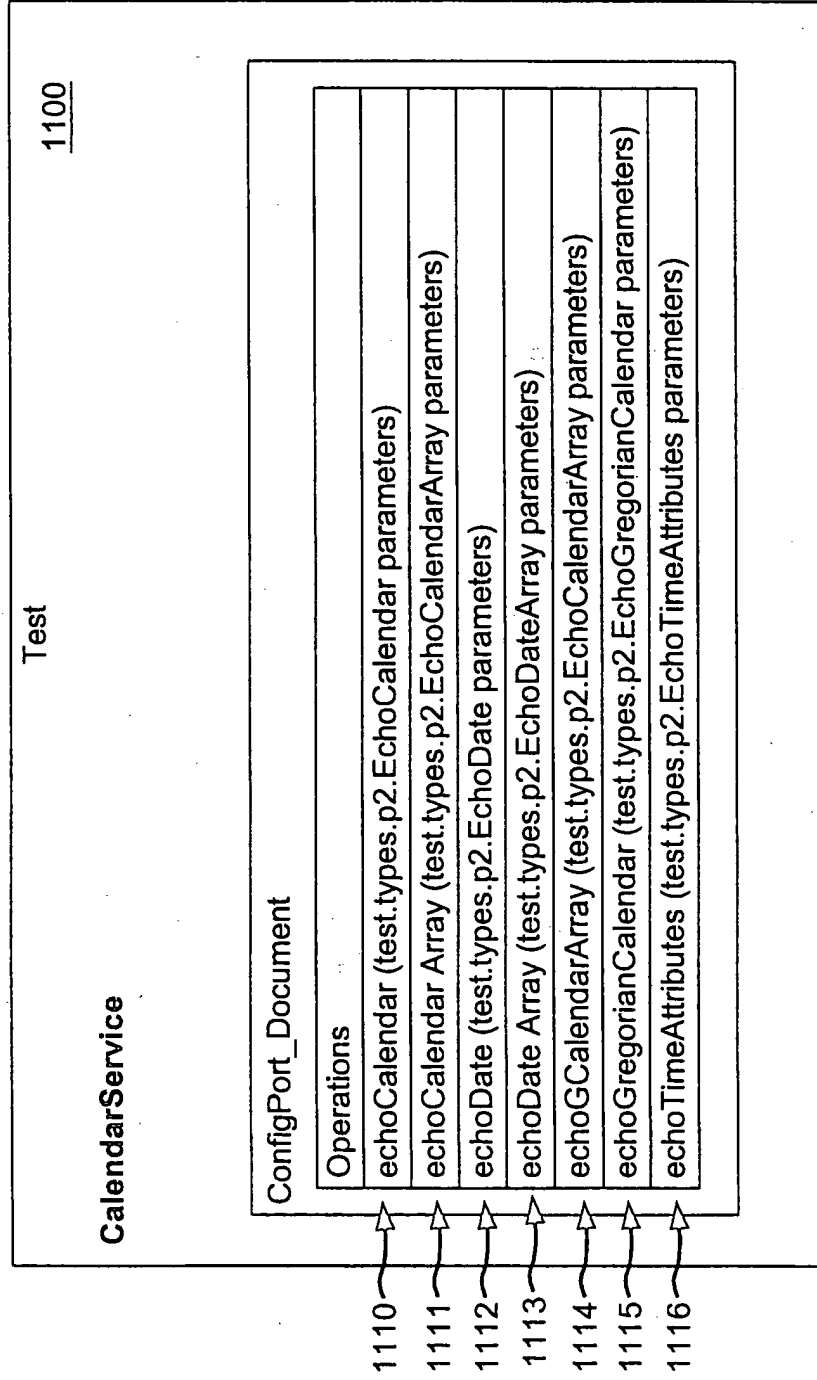 Test
1100
CalendarService
ConfigPort_Document
Operations
1110 echoCalendar (test.types.p2.EchoCalendar parameters)
1111 echoCalendar Array (test.types.p2.EchoCalendarArray parameters)
1112 echoDate (test.types.p2.EchoDate parameters)
1113 echoDate Array (test.types.p2.EchoDateArray parameters)
1114 echoGCalendarArray (test.types.p2.EchoCalendarArray parameters)
1115 echoGregorianCalendar (test.types.p2.EchoGregorianCalendar parameters)
1116 echoTimeAttributes (test.types.p2.EchoTimeAttributes parameters)